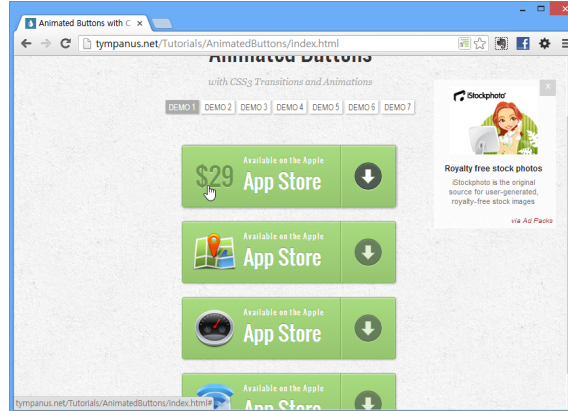 Animated Buttons with C
tympanus.net/Tutorials/AnimatedButtons/index.html
Animated Buttons
with CSS3 Transitions and Animations
DEMO 1 DEMO 2 DEMO 3 DEMO 4 DEMO 5 DEMO 6 DEMO 7
iStockphoto
Royalty free stock photos
iStockphoto is the original
source for user-generated,
royalty-free stock images
via Ad Packs
$29
Available on the Apple
App Store
Available on the Apple
App Store
Available on the Apple
App Store
Available on the Apple
App Store
tympanus.net/Tutorials/AnimatedButtons/index.html#